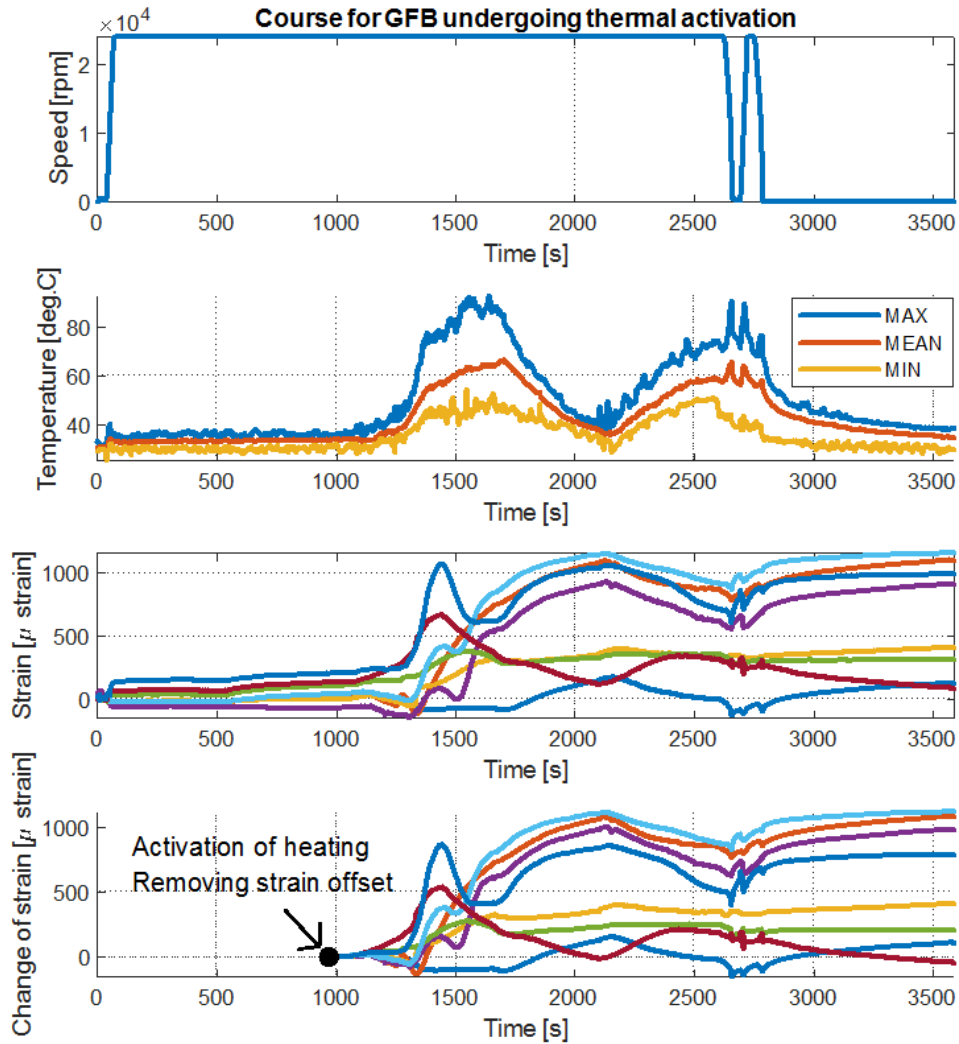 Course for GFB undergoing thermal activation
×10⁴
Speed [rpm]
2
1
0
0 500 1000 1500 2000 2500 3000 3500
Time [s]
Temperature [deg.C]
80
60
40
MAX
MEAN
MIN
0 500 1000 1500 2000 2500 3000 3500
Time [s]
Strain [μ strain]
1000
500
0
0 500 1000 1500 2000 2500 3000 3500
Time [s]
Change of strain [μ strain]
1000
500
0
Activation of heating
Removing strain offset
0 500 1000 1500 2000 2500 3000 3500
Time [s]